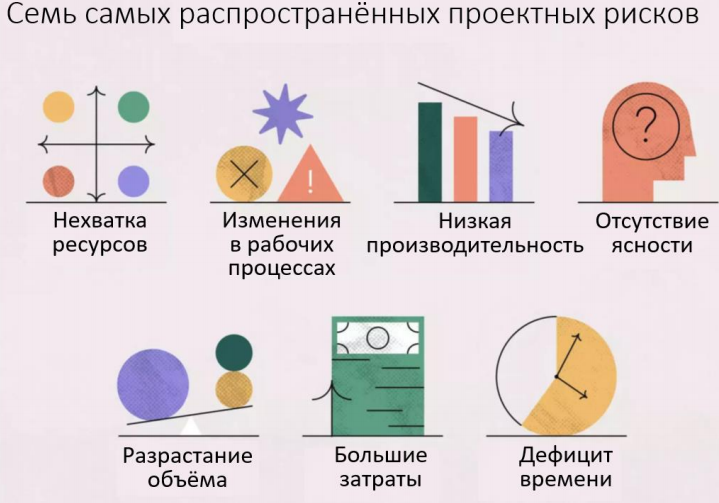 Семь самых распространённых проектных рисков
Нехватка
ресурсов
Изменения
в рабочих
процессах
!
Низкая
производительность
?
Отсутствие
ясности
Разрастание
объёма
Большие
затраты
Дефицит
времени